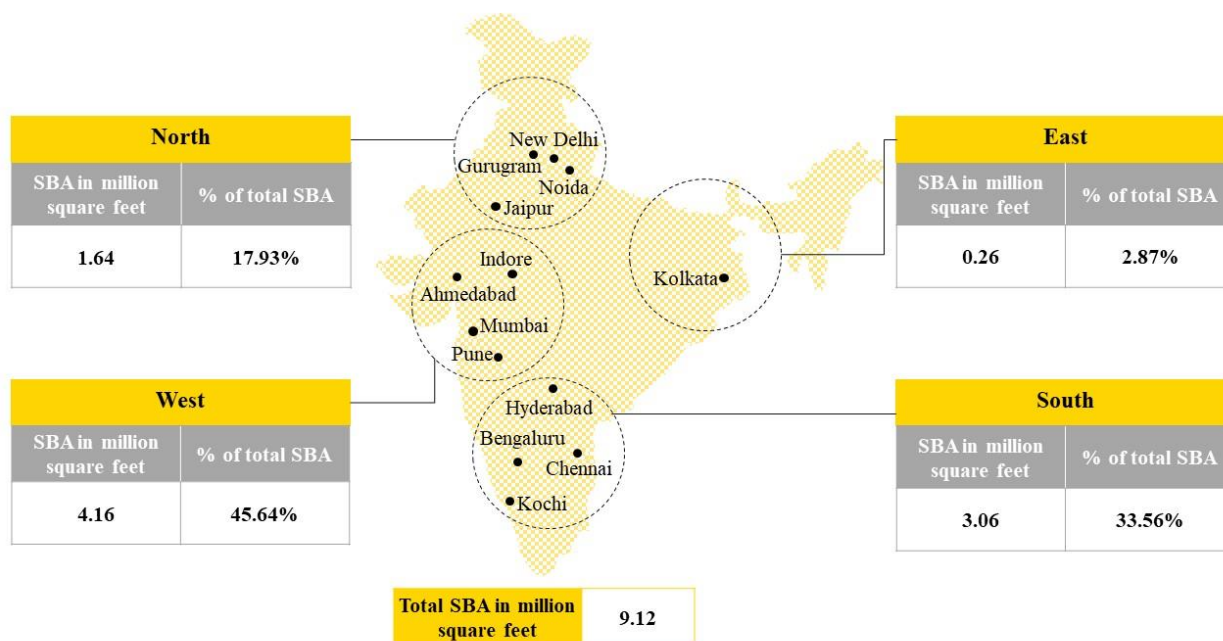 North
SBA in million
square feet
% of total SBA
1.64
17.93%
East
SBA in million
square feet
% of total SBA
0.26
2.87%
New Delhi
Gurugram
Noida
Jaipur
Indore
Ahmedabad
Mumbai
Pune
Kolkata
Hyderabad
Bengaluru
Chennai
Kochi
West
SBA in million
square feet
% of total SBA
4.16
45.64%
South
SBA in million
square feet
% of total SBA
3.06
33.56%
Total SBA in million
square feet
9.12